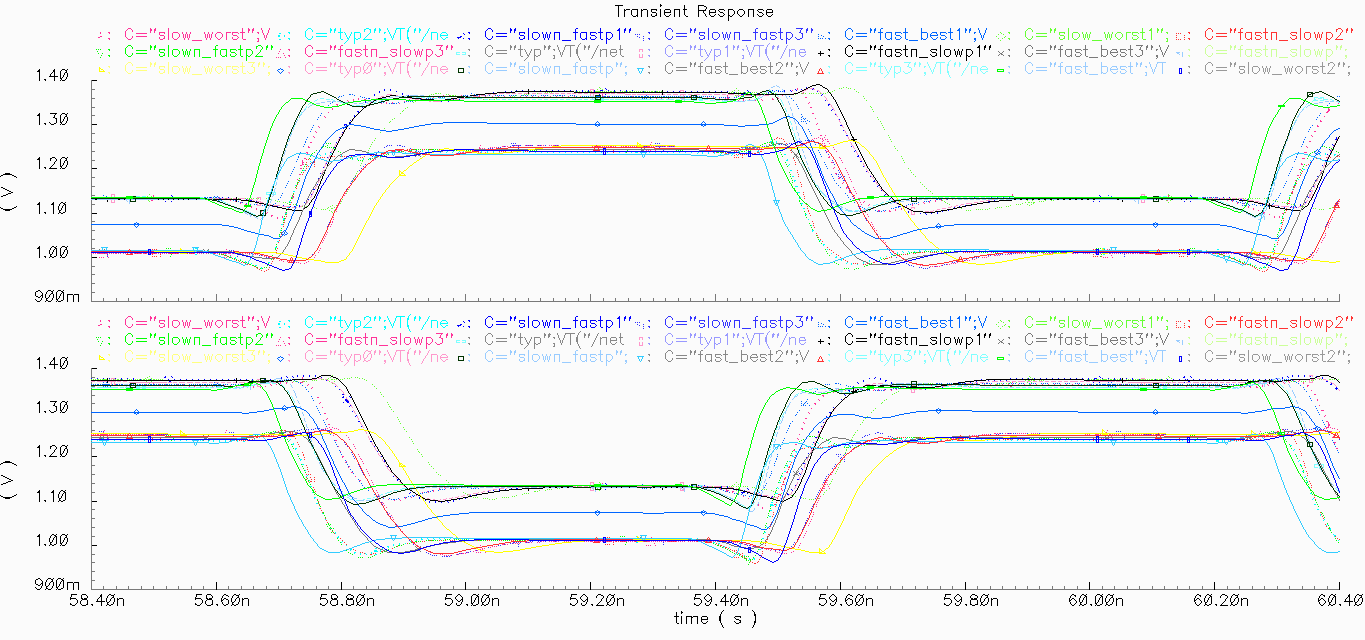 Transient Response
C="slow_worst";V C="typ2";VT("/ne C="slown_fastp1" C="slown_fastp3" C="fast_best1";V C="slow_worst1"; C="fastn_slowp2"
C="slown_fastp2" C="fastn_slowp3" C="typ";VT("/net C="typ1";VT("/ne C="fastn_slowp1" C="fast_best3";V C="fastn_slowp";
C="slow_worst3"; C="typ0";VT("/ne C="slown_fastp"; C="fast_best2";V C="typ3";VT("/ne C="fast_best";VT C="slow_worst2";
1.40
1.30
1.20
(V)
1.10
1.00
900m
C="slow_worst";V C="typ2";VT("/ne C="slown_fastp1" C="slown_fastp3" C="fast_best1";V C="slow_worst1"; C="fastn_slowp2"
C="slown_fastp2" C="fastn_slowp3" C="typ";VT("/net C="typ1";VT("/ne C="fastn_slowp1" C="fast_best3";V C="fastn_slowp";
C="slow_worst3"; C="typ0";VT("/ne C="slown_fastp"; C="fast_best2";V C="typ3";VT("/ne C="fast_best";VT C="slow_worst2";
1.40
1.30
1.20
(V)
1.10
1.00
900m
58.40n 58.60n 58.80n 59.00n 59.20n 59.40n 59.60n 59.80n 60.00n 60.20n 60.40
time ( s )